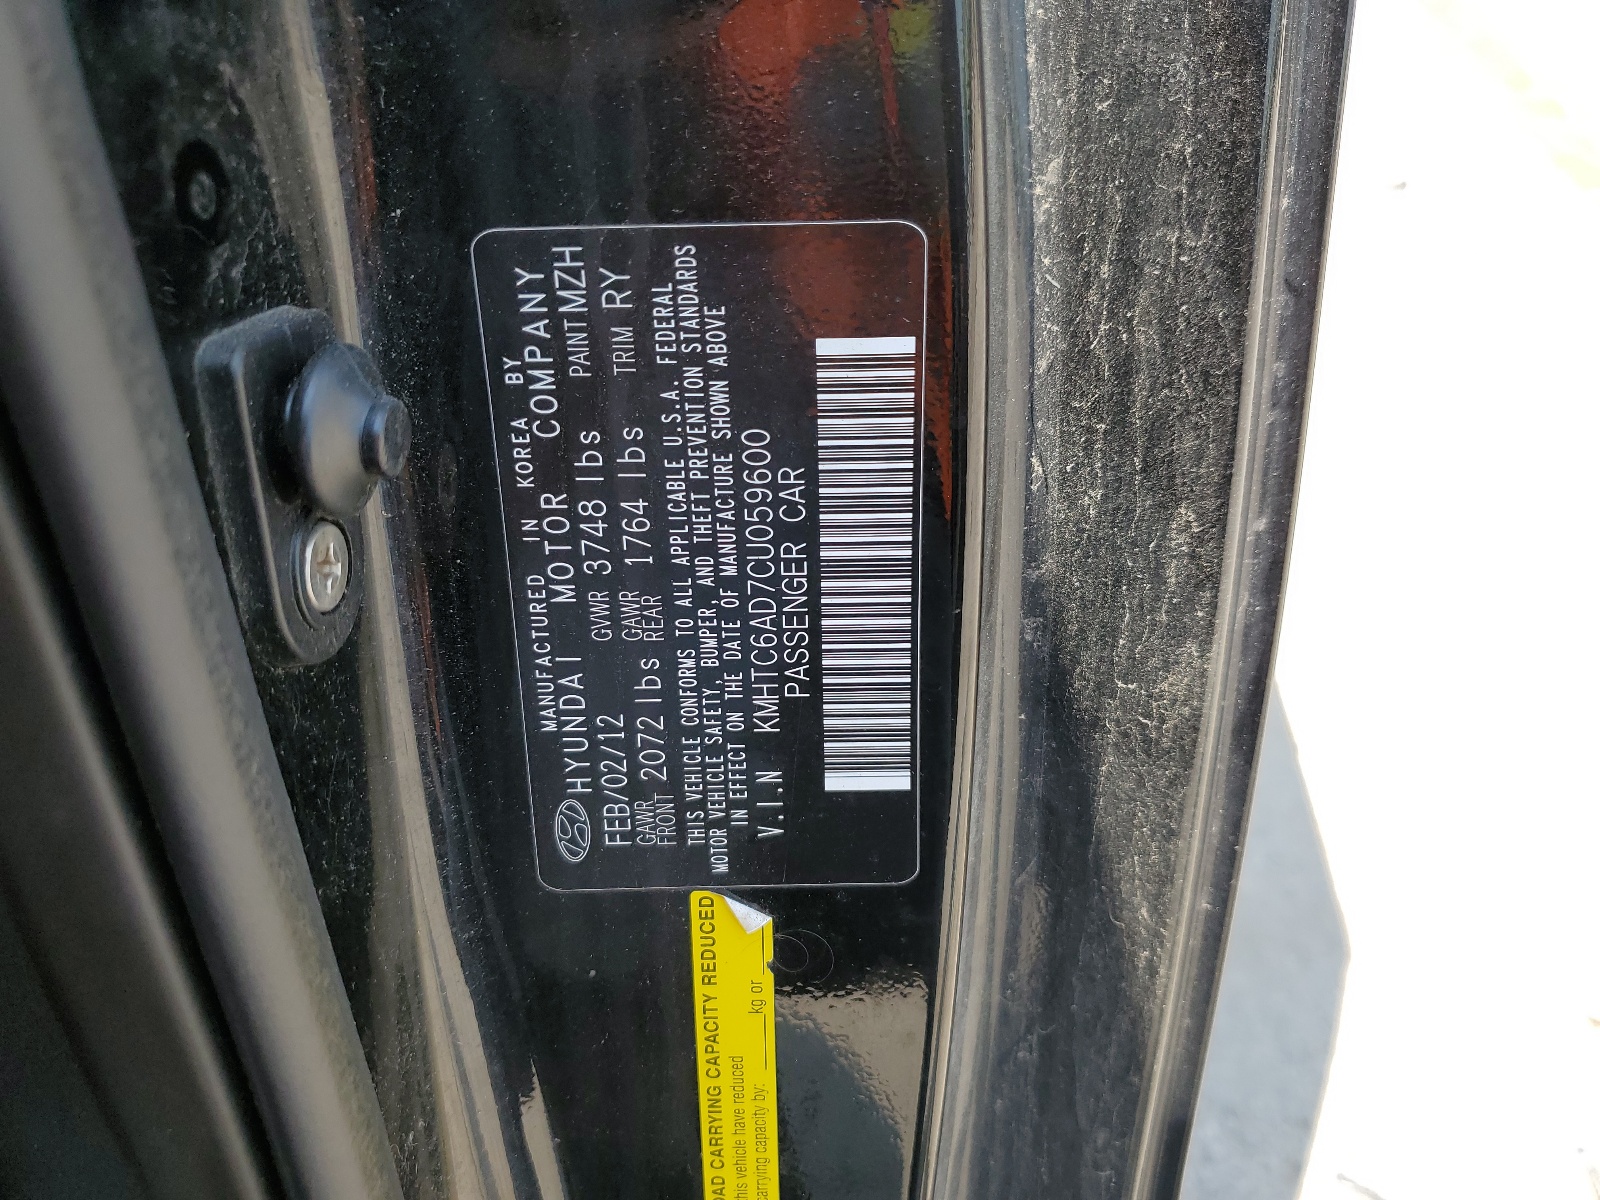 MANUFACTURED IN KOREA BY
HYUNDAI MOTOR COMPANY
FEB/02/12 GVWR 3748 lbs PAINT MZH
GAWR FRONT 2072 lbs GAWR REAR 1764 lbs TRIM RY
THIS VEHICLE CONFORMS TO ALL APPLICABLE U.S.A. FEDERAL
MOTOR VEHICLE SAFETY, BUMPER, AND THEFT PREVENTION STANDARDS
IN EFFECT ON THE DATE OF MANUFACTURE SHOWN ABOVE
V.I.N KMHTC6AD7CU059600
PASSENGER CAR
CARRYING CAPACITY REDUCED
this vehicle have reduced
carrying capacity by: ____kg or ____